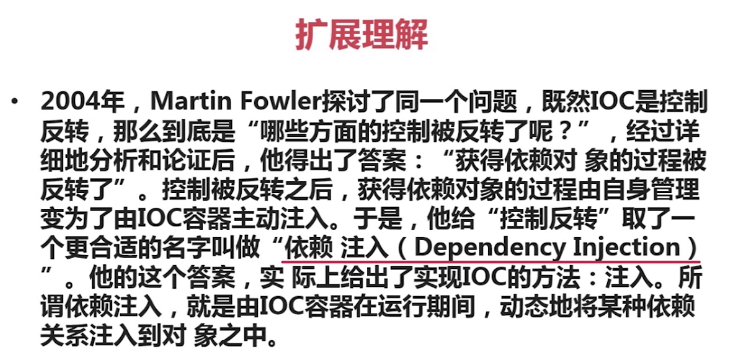 扩展理解
• 2004年，Martin Fowler探讨了同一个问题，既然IOC是控制
反转，那么到底是“哪些方面的控制被反转了呢？”，经过详
细地分析和论证后，他得出了答案：“获得依赖对 象的过程被
反转了”。控制被反转之后，获得依赖对象的过程由自身管理
变为了由IOC容器主动注入。于是，他给“控制反转”取了一
个更合适的名字叫做“依赖 注入（Dependency Injection）
”。他的这个答案，实 际上给出了实现IOC的方法：注入。所
谓依赖注入，就是由IOC容器在运行期间，动态地将某种依赖
关系注入到对 象之中。